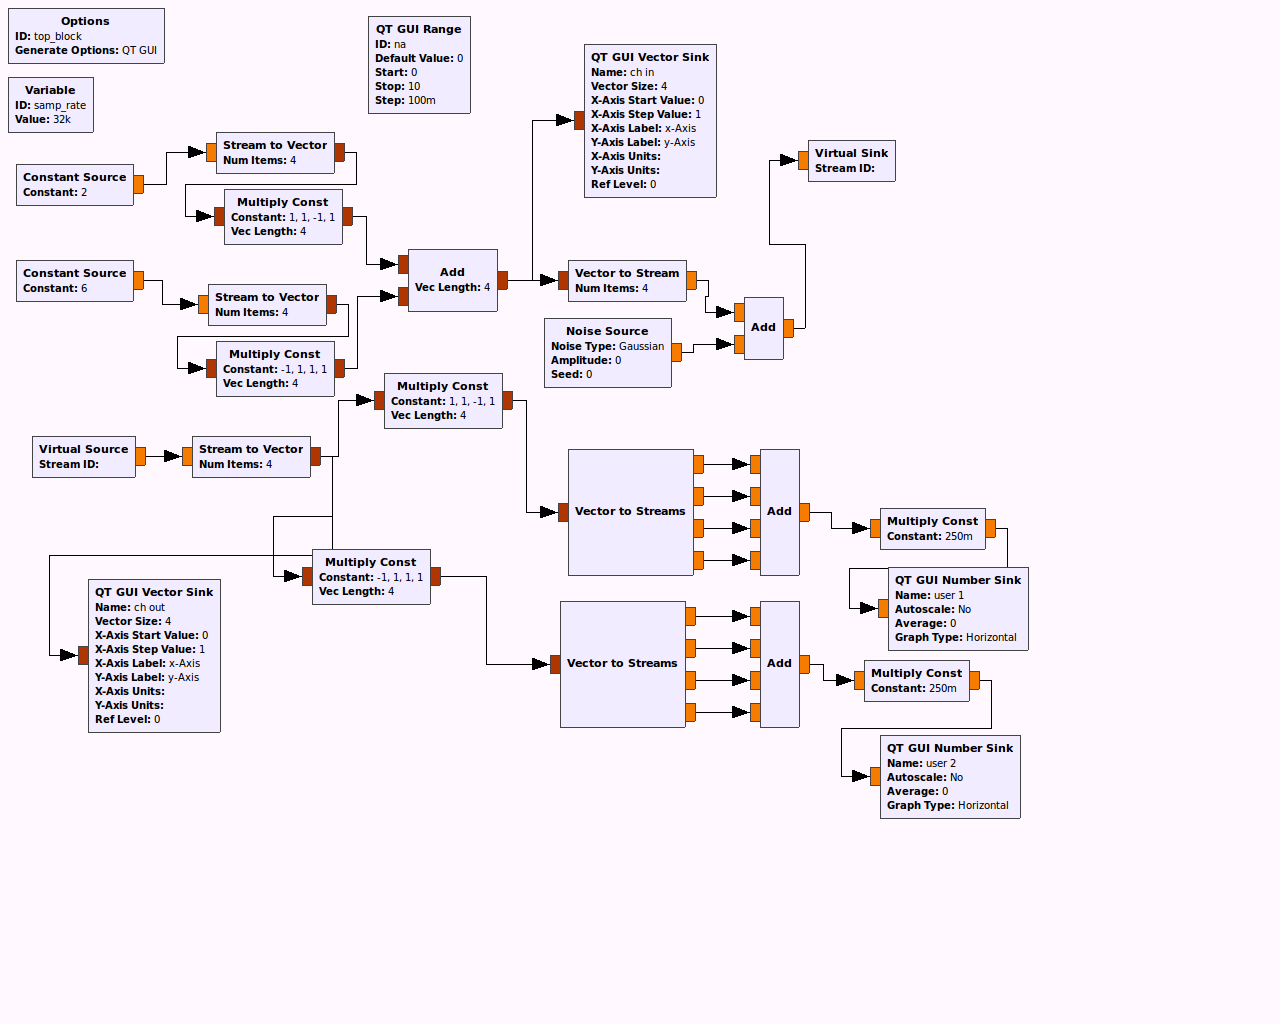 Options
ID: top_block
Generate Options: QT GUI
Variable
ID: samp_rate
Value: 32k
QT GUI Range
ID: na
Default Value: 0
Start: 0
Stop: 10
Step: 100m
QT GUI Vector Sink
Name: ch in
Vector Size: 4
X-Axis Start Value: 0
X-Axis Step Value: 1
X-Axis Label: x-Axis
Y-Axis Label: y-Axis
X-Axis Units:
Y-Axis Units:
Ref Level: 0
Virtual Sink
Stream ID:
Stream to Vector
Num Items: 4
Constant Source
Constant: 2
Multiply Const
Constant: 1, 1, -1, 1
Vec Length: 4
Constant Source
Constant: 6
Stream to Vector
Num Items: 4
Multiply Const
Constant: -1, 1, 1, 1
Vec Length: 4
Add
Vec Length: 4
Vector to Stream
Num Items: 4
Noise Source
Noise Type: Gaussian
Amplitude: 0
Seed: 0
Add
Multiply Const
Constant: 1, 1, -1, 1
Vec Length: 4
Virtual Source
Stream ID:
Stream to Vector
Num Items: 4
Vector to Streams
Add
Multiply Const
Constant: 250m
Multiply Const
Constant: -1, 1, 1, 1
Vec Length: 4
QT GUI Number Sink
Name: user 1
Autoscale: No
Average: 0
Graph Type: Horizontal
QT GUI Vector Sink
Name: ch out
Vector Size: 4
X-Axis Start Value: 0
X-Axis Step Value: 1
X-Axis Label: x-Axis
Y-Axis Label: y-Axis
X-Axis Units:
Y-Axis Units:
Ref Level: 0
Vector to Streams
Add
Multiply Const
Constant: 250m
QT GUI Number Sink
Name: user 2
Autoscale: No
Average: 0
Graph Type: Horizontal